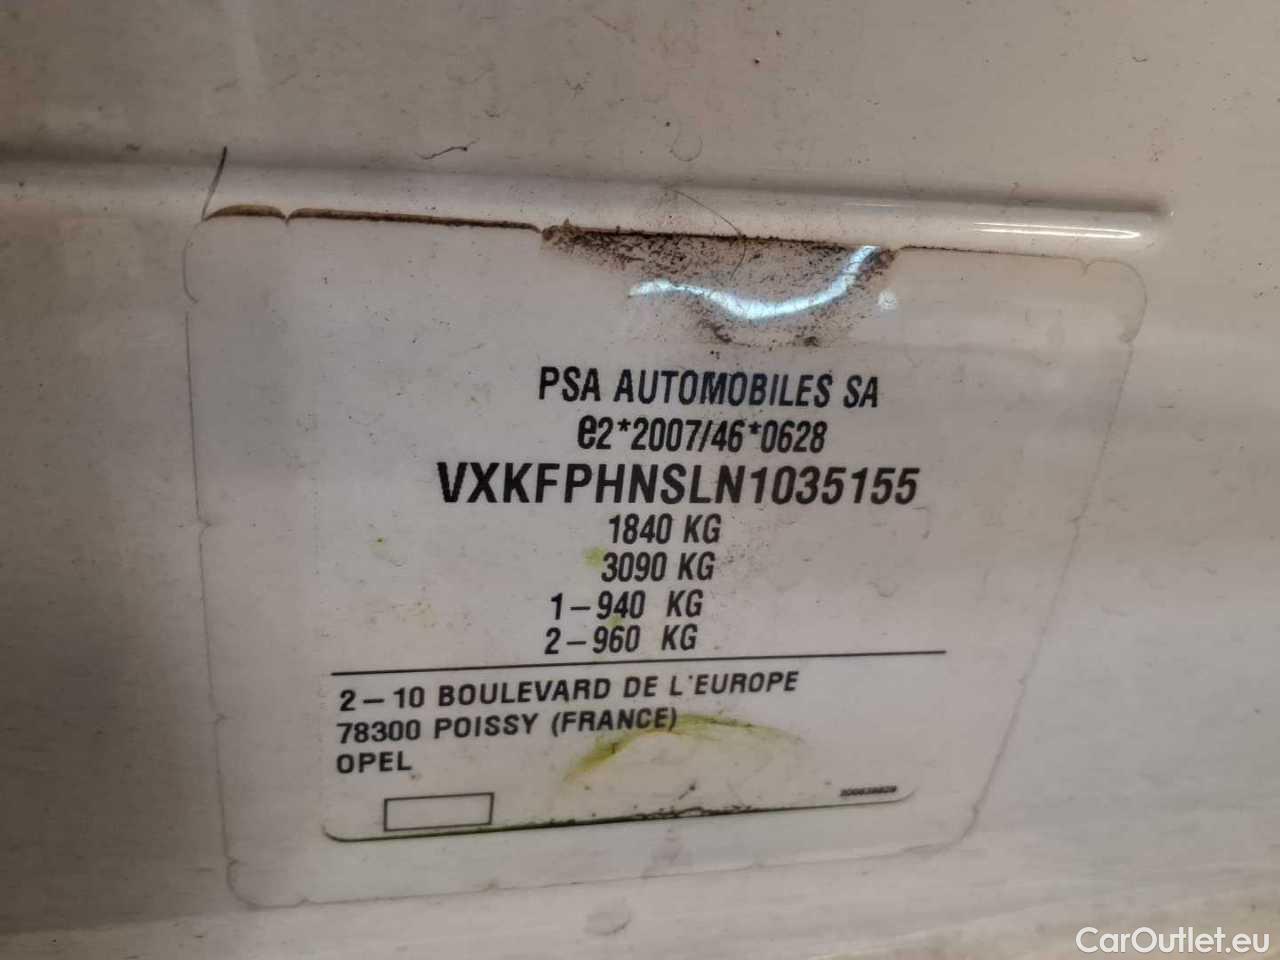 PSA AUTOMOBILES SA
e2*2007/46*0628
VXKFPHNSLN1035155
1840 KG
3090 KG
1-940 KG
2-960 KG
2-10 BOULEVARD DE L'EUROPE
78300 POISSY (FRANCE)
OPEL
CarOutlet.eu